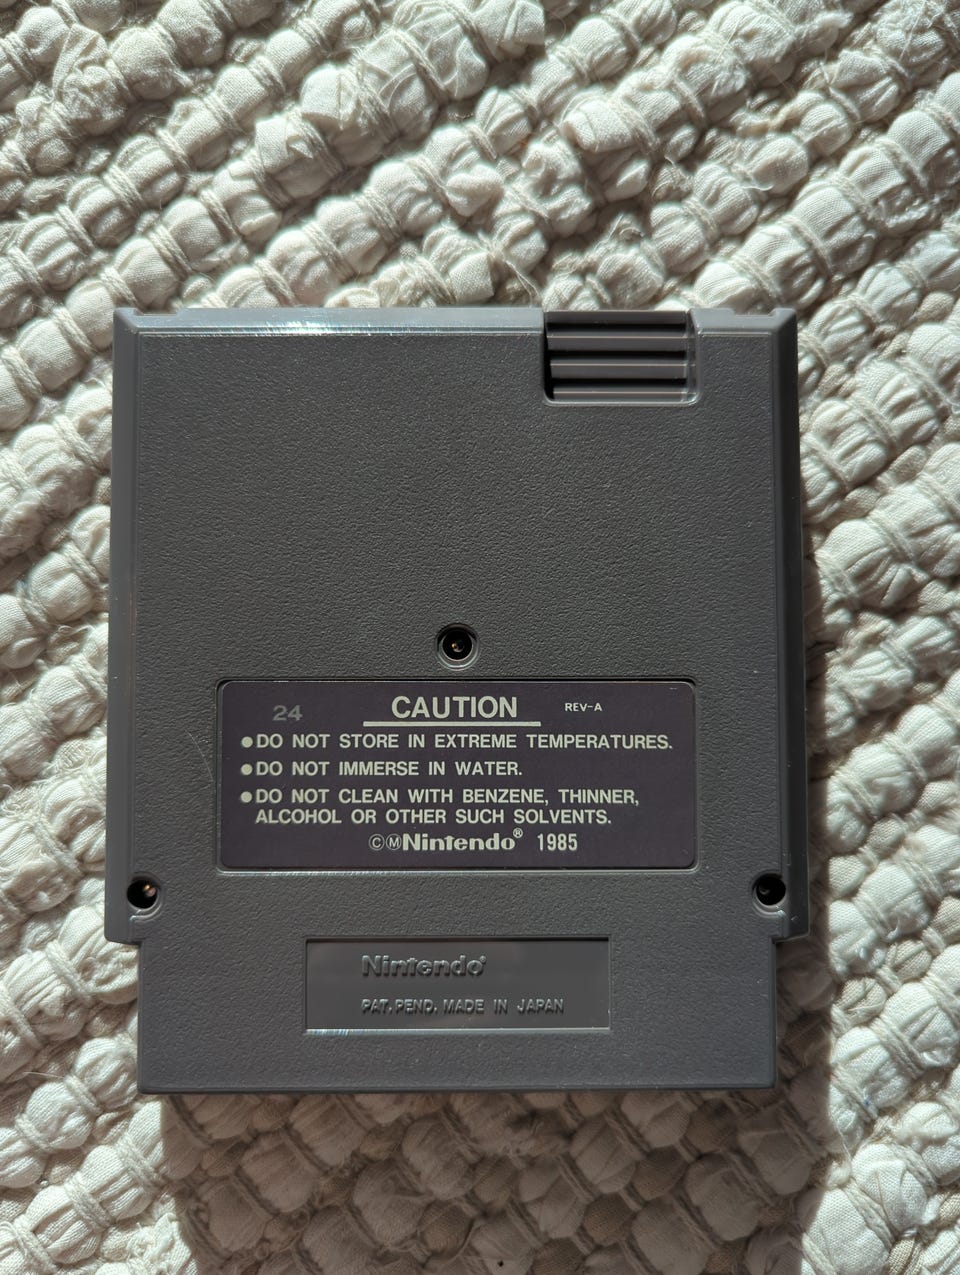 24 CAUTION REV-A
●DO NOT STORE IN EXTREME TEMPERATURES.
●DO NOT IMMERSE IN WATER.
●DO NOT CLEAN WITH BENZENE, THINNER,
ALCOHOL OR OTHER SUCH SOLVENTS.
ⒸⓂNintendo® 1985
Nintendo®
PAT. PEND. MADE IN JAPAN